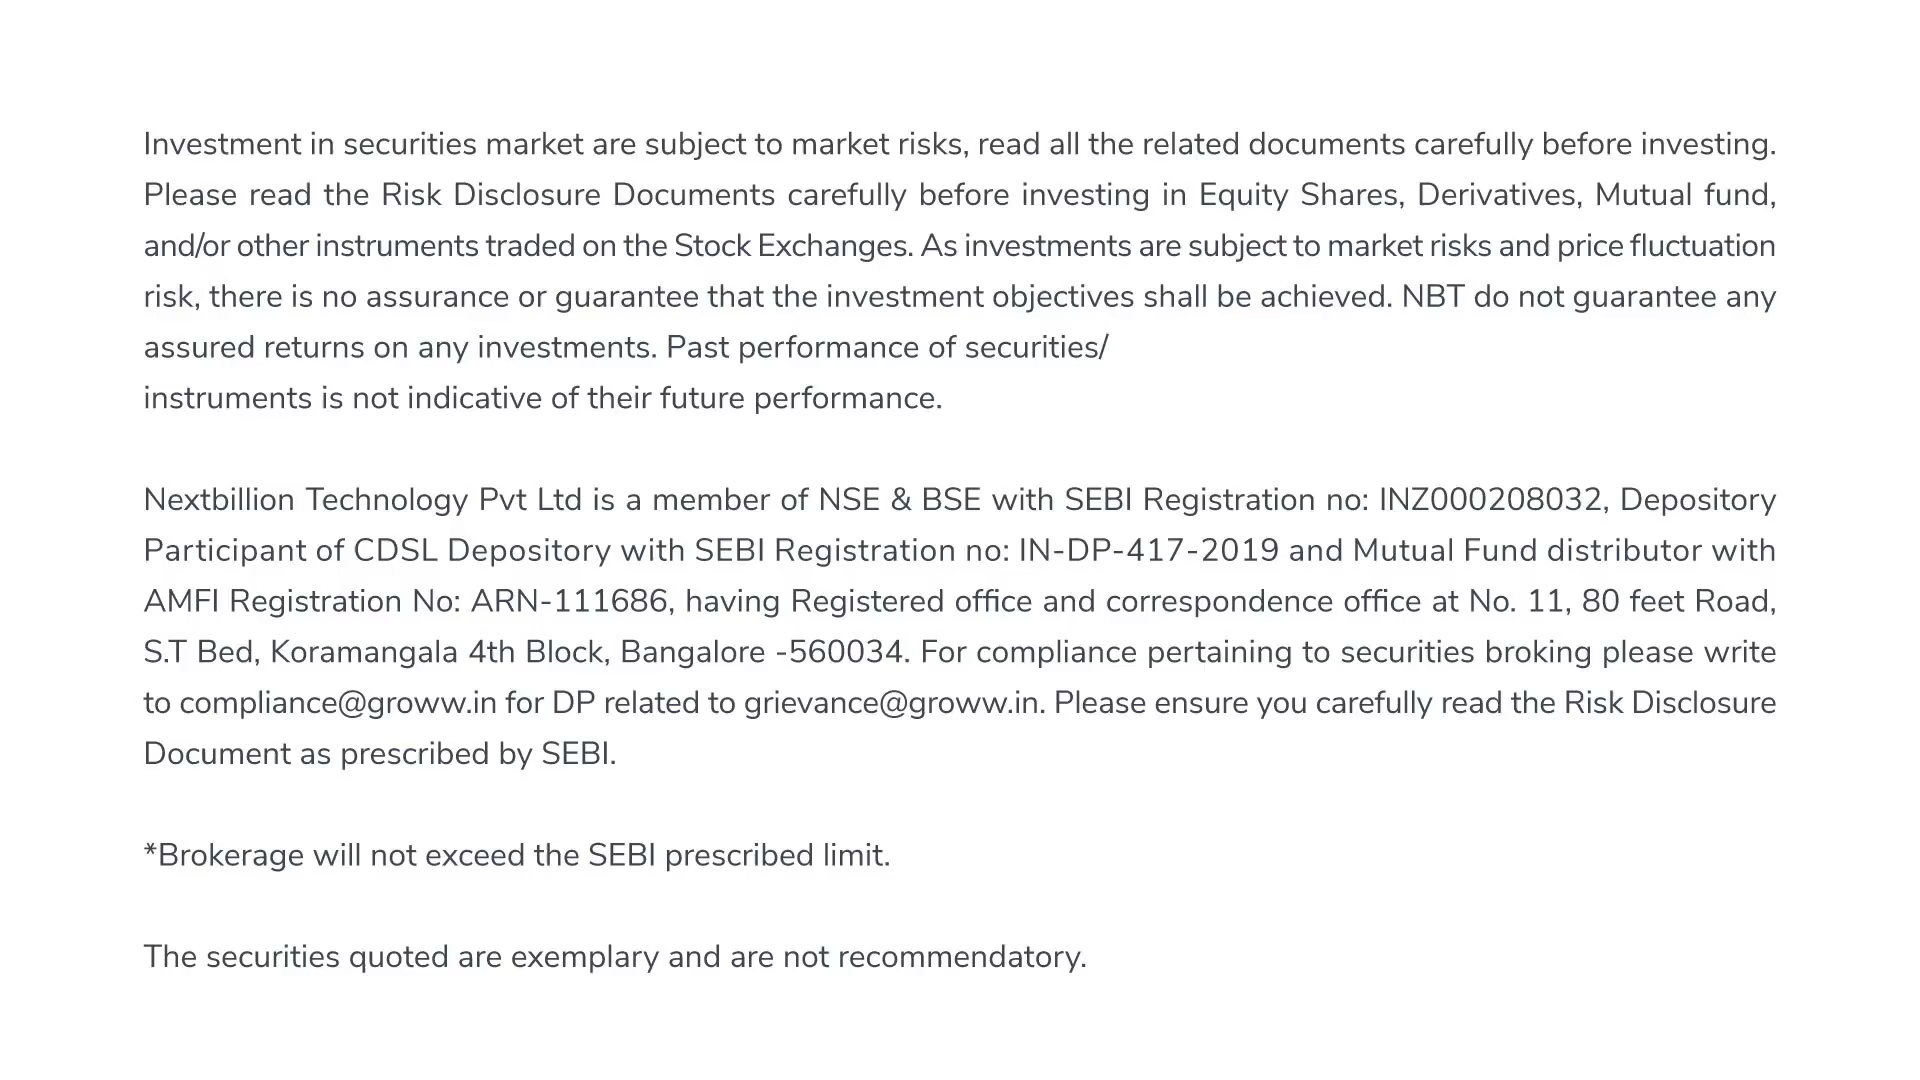 Investment in securities market are subject to market risks, read all the related documents carefully before investing.
Please read the Risk Disclosure Documents carefully before investing in Equity Shares, Derivatives, Mutual fund,
and/or other instruments traded on the Stock Exchanges. As investments are subject to market risks and price fluctuation
risk, there is no assurance or guarantee that the investment objectives shall be achieved. NBT do not guarantee any
assured returns on any investments. Past performance of securities/
instruments is not indicative of their future performance.
Nextbillion Technology Pvt Ltd is a member of NSE & BSE with SEBI Registration no: INZ000208032, Depository
Participant of CDSL Depository with SEBI Registration no: IN-DP-417-2019 and Mutual Fund distributor with
AMFI Registration No: ARN-111686, having Registered office and correspondence office at No. 11, 80 feet Road,
S.T Bed, Koramangala 4th Block, Bangalore -560034. For compliance pertaining to securities broking please write
to compliance@groww.in for DP related to grievance@groww.in. Please ensure you carefully read the Risk Disclosure
Document as prescribed by SEBI.
*Brokerage will not exceed the SEBI prescribed limit.
The securities quoted are exemplary and are not recommendatory.